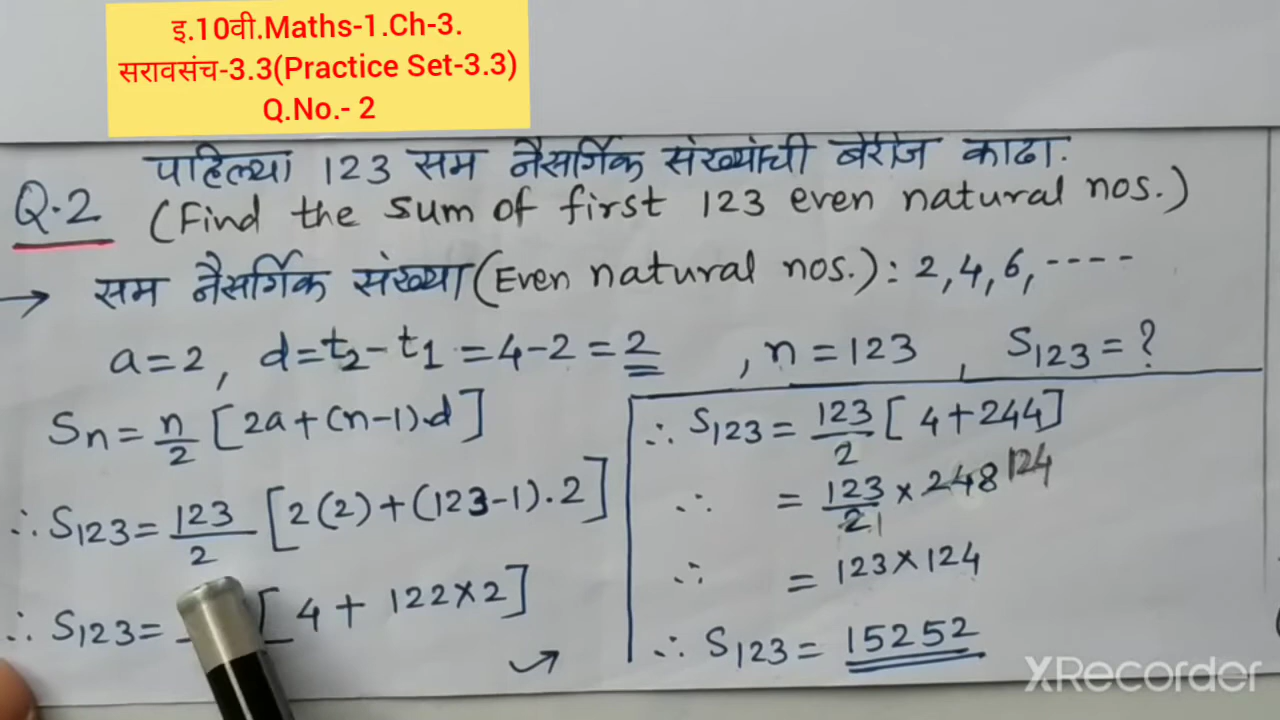 इ.10वी.Maths-1.Ch-3.
सरावसंच-3.3(Practice Set-3.3)
Q.No.- 2
पाहिल्या 123 सम नैसर्गिक संख्यांची बेरीज काढा.
Q.2 (Find the sum of first 123 even natural nos.)
→ सम नैसर्गिक संख्या (Even natural nos.) : 2, 4, 6, ----
a=2, d=t2-t1 =4-2 = 2 , n=123 , S123 = ?
Sn = n/2 [2a+(n-1).d]
∴ S123 = 123/2 [2(2)+(123-1).2]
∴ S123 = [4 + 122×2]
∴ S123 = 123/2 [4+244]
∴ = 123/2 × 248 124
1
∴ = 123×124
∴ S123 = 15252
XRecorder